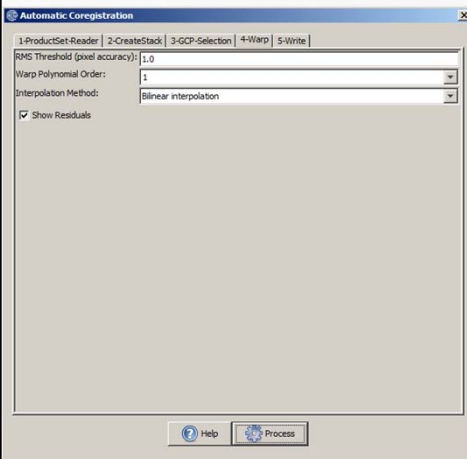 Automatic Coregistration
1-ProductSet-Reader 2-CreateStack 3-GCP-Selection 4-Warp 5-Write
RMS Threshold (pixel accuracy): 1.0
Warp Polynomial Order: 1
Interpolation Method: Bilinear interpolation
Show Residuals
Help Process